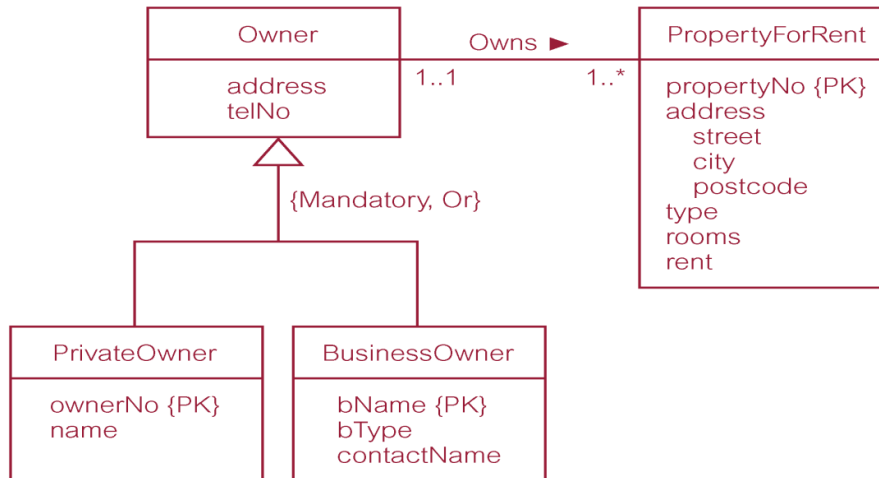 Owner
address
telNo
Owns ►
1..1
1..*
PropertyForRent
propertyNo {PK}
address
street
city
postcode
type
rooms
rent
{Mandatory, Or}
PrivateOwner
ownerNo {PK}
name
BusinessOwner
bName {PK}
bType
contactName